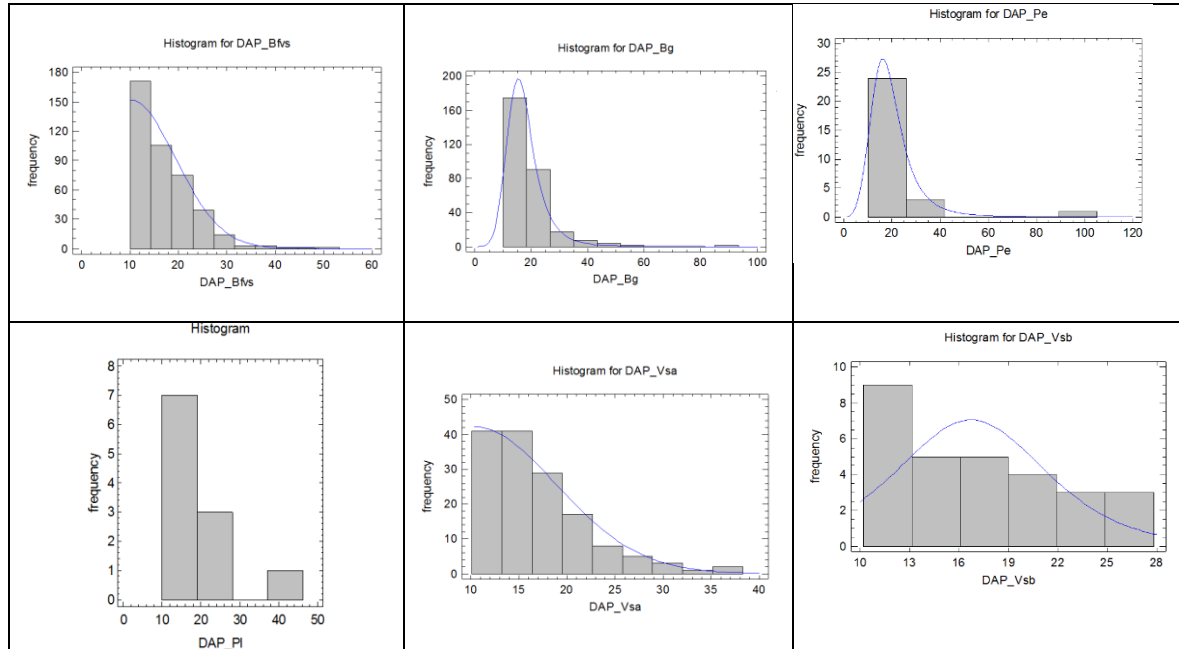 Histogram for DAP_Bfvs
180
150
120
90
60
30
0
frequency
0 10 20 30 40 50 60
DAP_Bfvs
Histogram for DAP_Bg
200
160
120
80
40
0
frequency
0 20 40 60 80 100
DAP_Bg
Histogram for DAP_Pe
30
25
20
15
10
5
0
frequency
0 20 40 60 80 100 120
DAP_Pe
Histogram
8
7
6
5
4
3
2
1
0
frequency
0 10 20 30 40 50
DAP_Pl
Histogram for DAP_Vsa
50
40
30
20
10
0
frequency
10 15 20 25 30 35 40
DAP_Vsa
Histogram for DAP_Vsb
10
8
6
4
2
0
frequency
10 13 16 19 22 25 28
DAP_Vsb